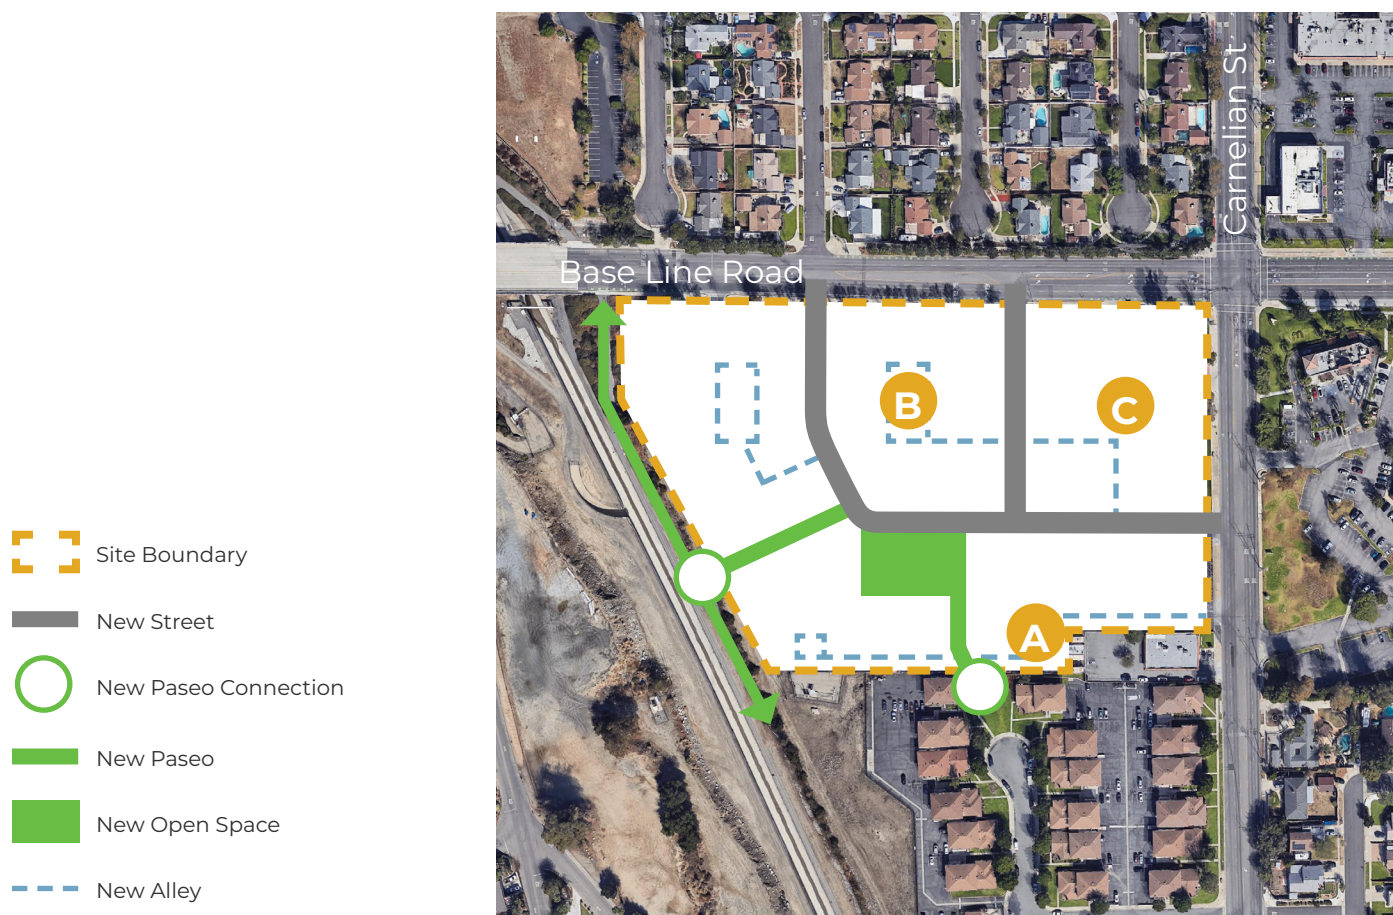 Carnelian St.
Base Line Road
B
C
A
Site Boundary
New Street
New Paseo Connection
New Paseo
New Open Space
New Alley